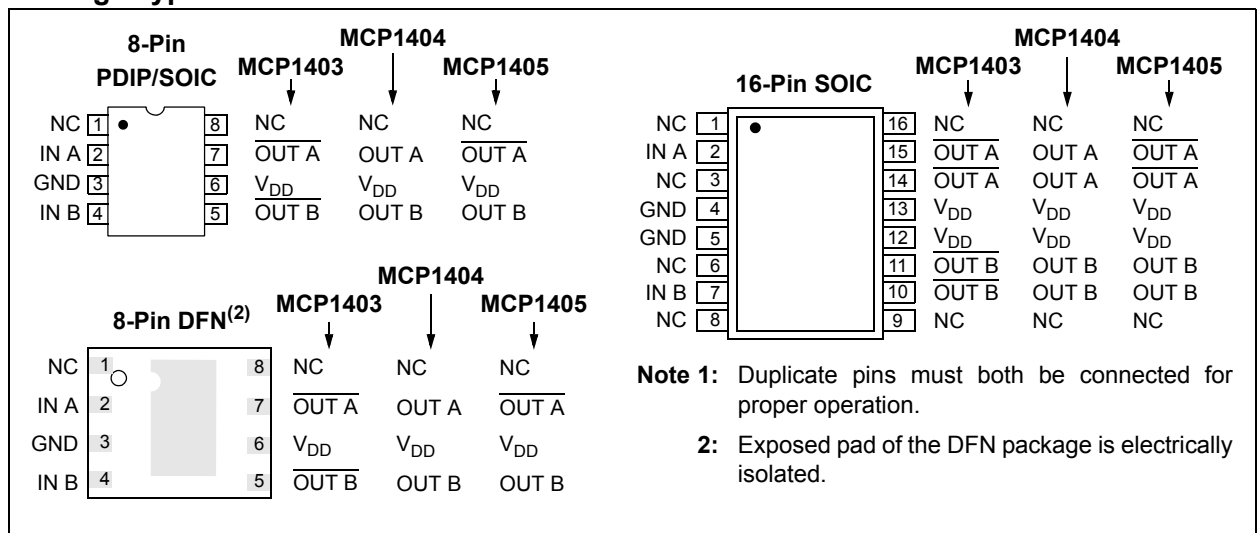 8-Pin
PDIP/SOIC
MCP1403
MCP1404
MCP1405
NC 1 8 NC NC NC
IN A 2 7 OUT A OUT A OUT A
GND 3 6 VDD VDD VDD
IN B 4 5 OUT B OUT B OUT B
8-Pin DFN(2)
MCP1403
MCP1404
MCP1405
NC 1 8 NC NC NC
IN A 2 7 OUT A OUT A OUT A
GND 3 6 VDD VDD VDD
IN B 4 5 OUT B OUT B OUT B
16-Pin SOIC
MCP1403
MCP1404
MCP1405
NC 1 16 NC NC NC
IN A 2 15 OUT A OUT A OUT A
NC 3 14 OUT A OUT A OUT A
GND 4 13 VDD VDD VDD
GND 5 12 VDD VDD VDD
NC 6 11 OUT B OUT B OUT B
IN B 7 10 OUT B OUT B OUT B
NC 8 9 NC NC NC
Note 1: Duplicate pins must both be connected for
proper operation.
2: Exposed pad of the DFN package is electrically
isolated.